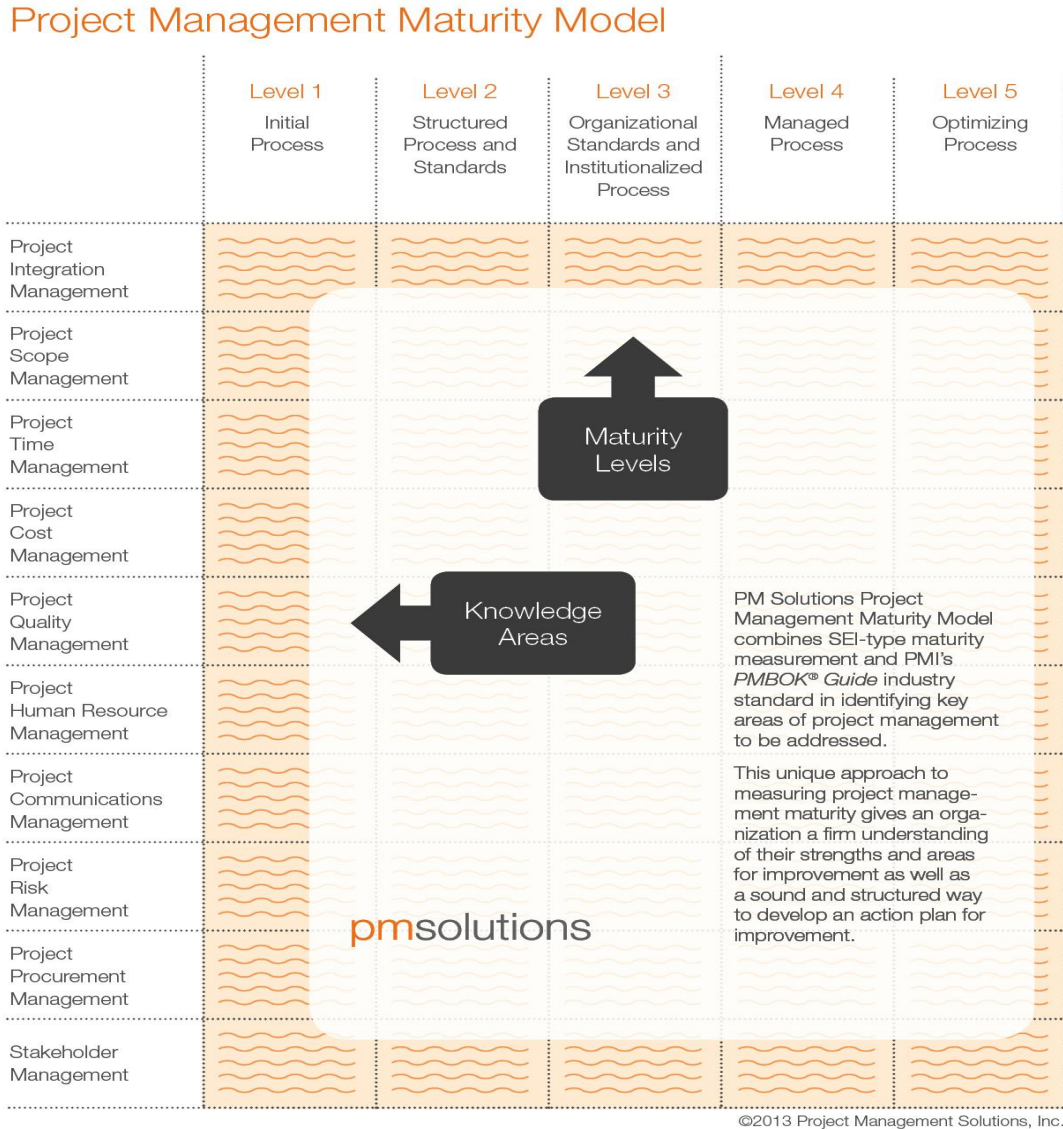 Project Management Maturity Model
Level 1
Initial
Process
Level 2
Structured
Process and
Standards
Level 3
Organizational
Standards and
Institutionalized
Process
Level 4
Managed
Process
Level 5
Optimizing
Process
Project
Integration
Management
Project
Scope
Management
Project
Time
Management
Project
Cost
Management
Project
Quality
Management
Project
Human Resource
Management
Project
Communications
Management
Project
Risk
Management
Project
Procurement
Management
Stakeholder
Management
Maturity
Levels
Knowledge
Areas
PM Solutions Project
Management Maturity Model
combines SEI-type maturity
measurement and PMI’s
PMBOK® Guide industry
standard in identifying key
areas of project management
to be addressed.
This unique approach to
measuring project manage-
ment maturity gives an orga-
nization a firm understanding
of their strengths and areas
for improvement as well as
a sound and structured way
to develop an action plan for
improvement.
pmsolutions
©2013 Project Management Solutions, Inc.